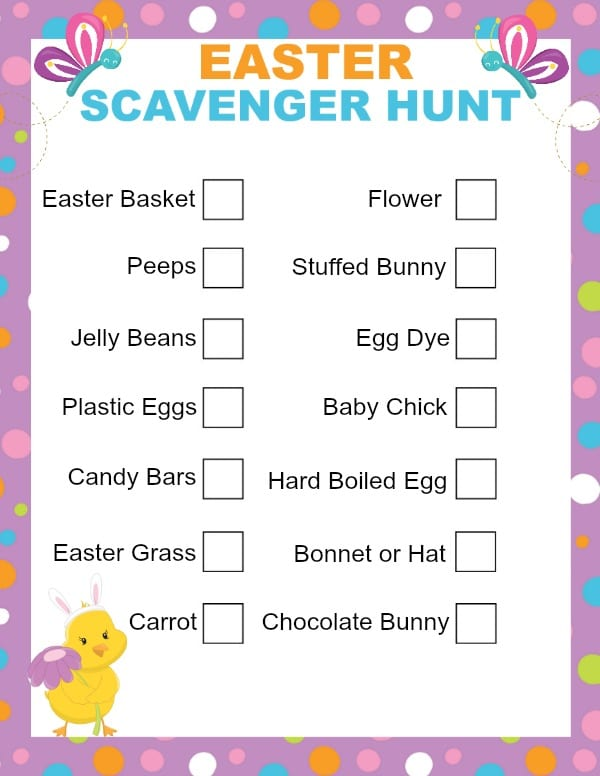 EASTER
SCAVENGER HUNT
Easter Basket
Flower
Peeps
Stuffed Bunny
Jelly Beans
Egg Dye
Plastic Eggs
Baby Chick
Candy Bars
Hard Boiled Egg
Easter Grass
Bonnet or Hat
Carrot
Chocolate Bunny